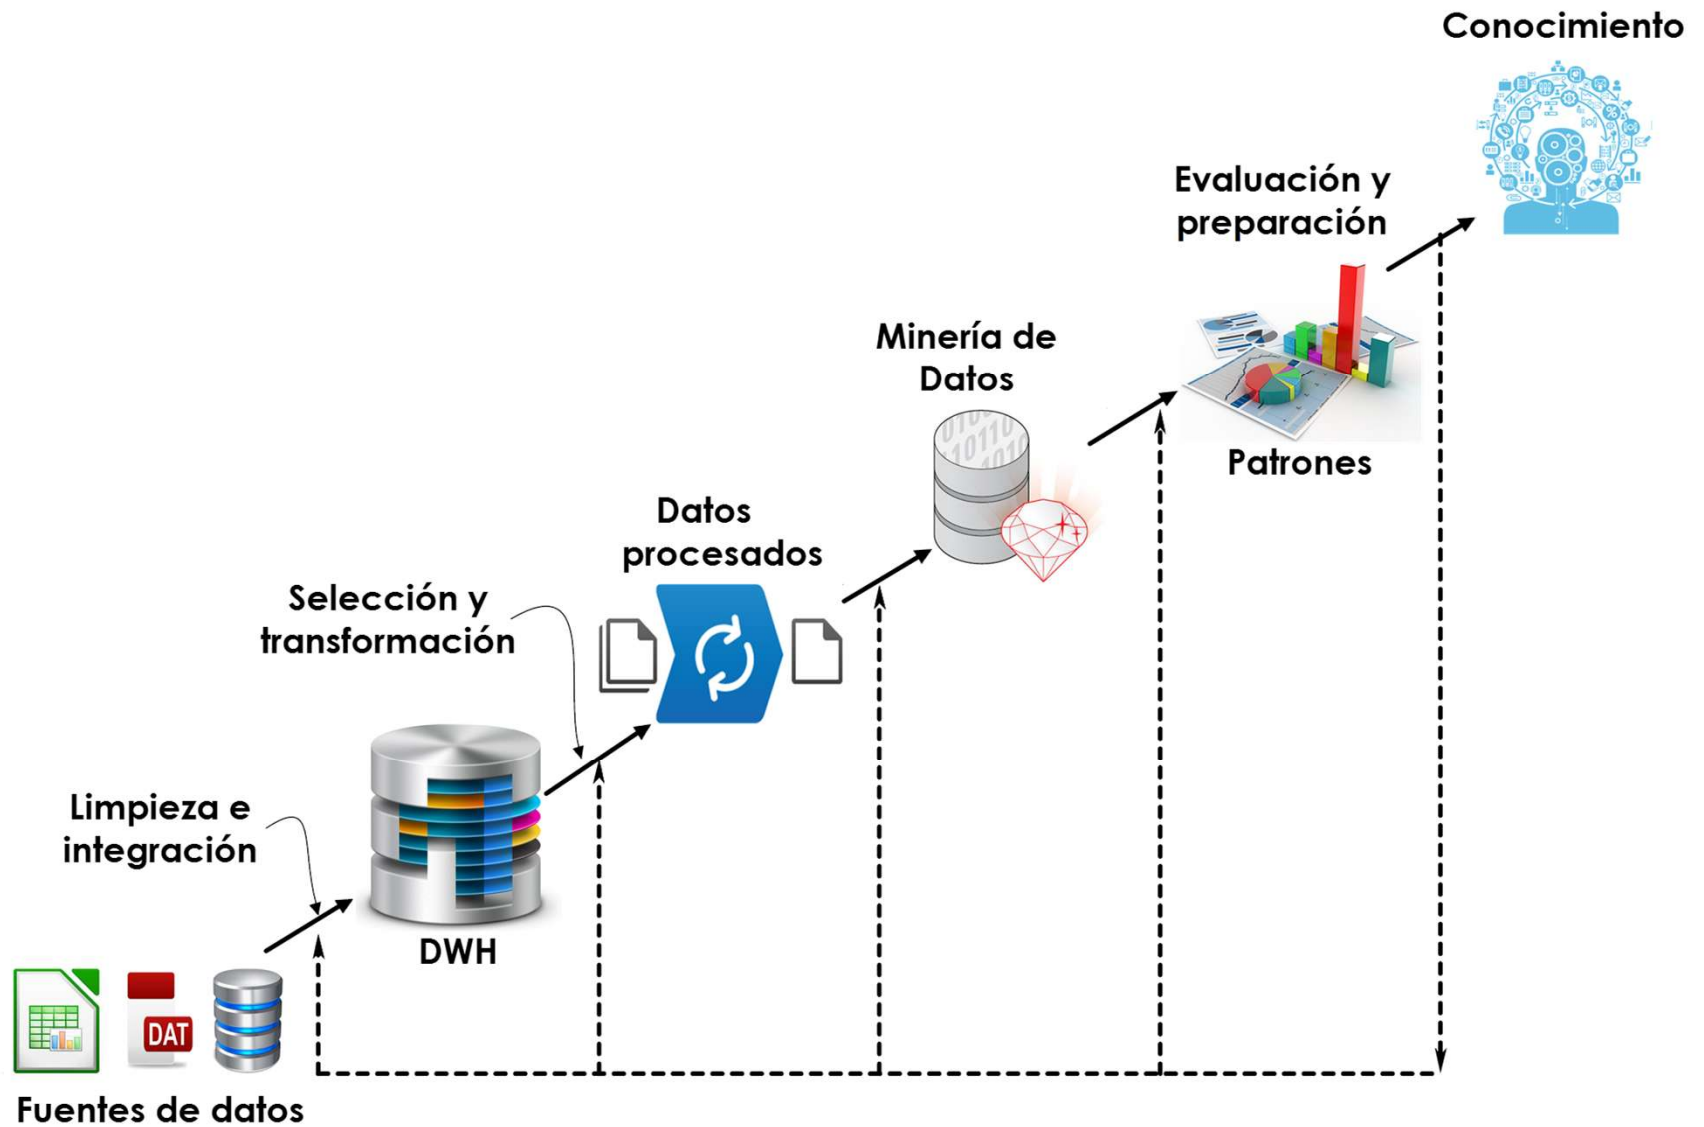 Conocimiento
Evaluación y
preparación
Minería de
Datos
Patrones
Datos
procesados
Selección y
transformación
Limpieza e
integración
DWH
DAT
Fuentes de datos